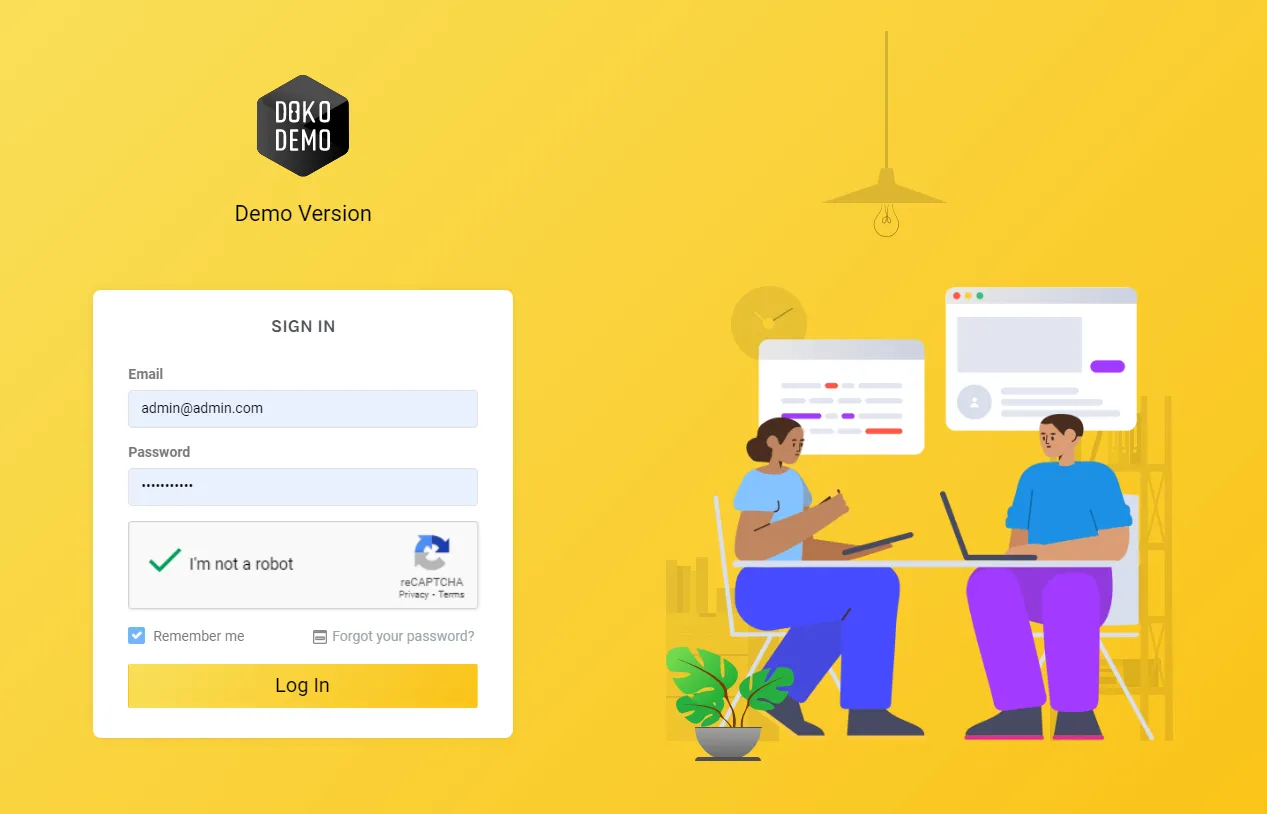 DOKO
DEMO
Demo Version
SIGN IN
Email
admin@admin.com
Password
•••••••••••
I'm not a robot
reCAPTCHA
Privacy - Terms
Remember me
Forgot your password?
Log In